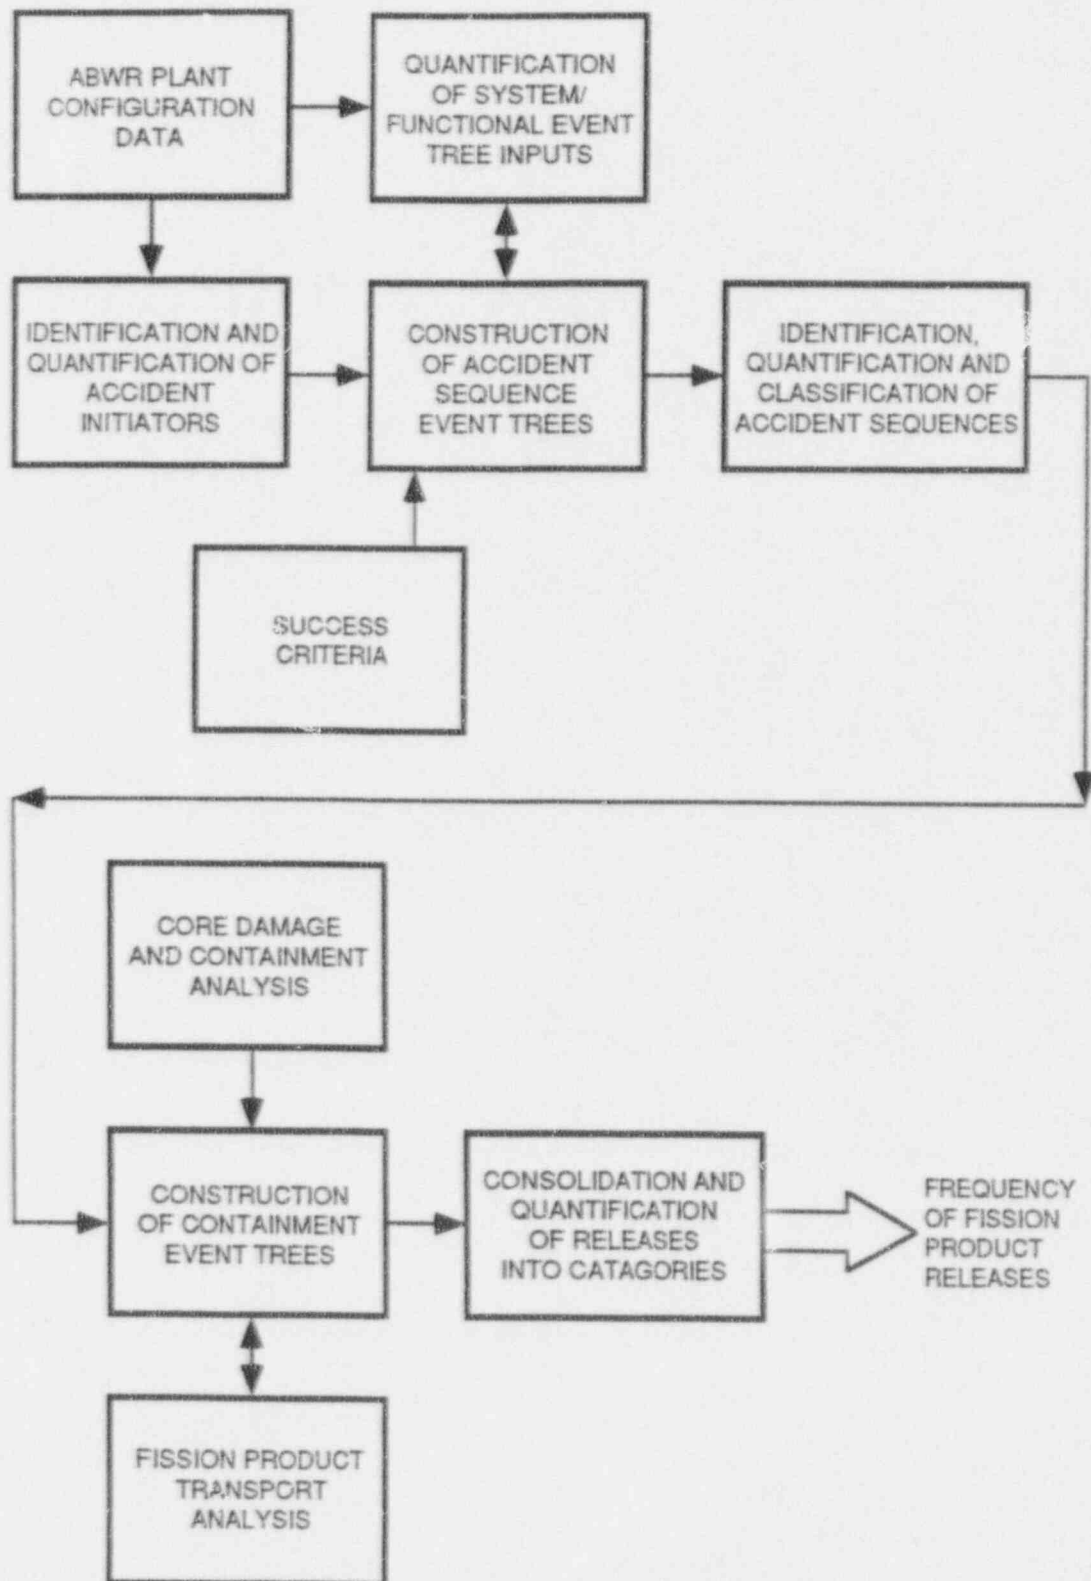 ABWR PLANT
CONFIGURATION
DATA
QUANTIFICATION
OF SYSTEM/
FUNCTIONAL EVENT
TREE INPUTS
IDENTIFICATION AND
QUANTIFICATION OF
ACCIDENT
INITIATORS
CONSTRUCTION
OF ACCIDENT
SEQUENCE
EVENT TREES
IDENTIFICATION,
QUANTIFICATION AND
CLASSIFICATION OF
ACCIDENT SEQUENCES
SUCCESS
CRITERIA
CORE DAMAGE
AND CONTAINMENT
ANALYSIS
CONSTRUCTION
OF CONTAINMENT
EVENT TREES
CONSOLIDATION AND
QUANTIFICATION
OF RELEASES
INTO CATAGORIES
FREQUENCY
OF FISSION
PRODUCT
RELEASES
FISSION PRODUCT
TRANSPORT
ANALYSIS